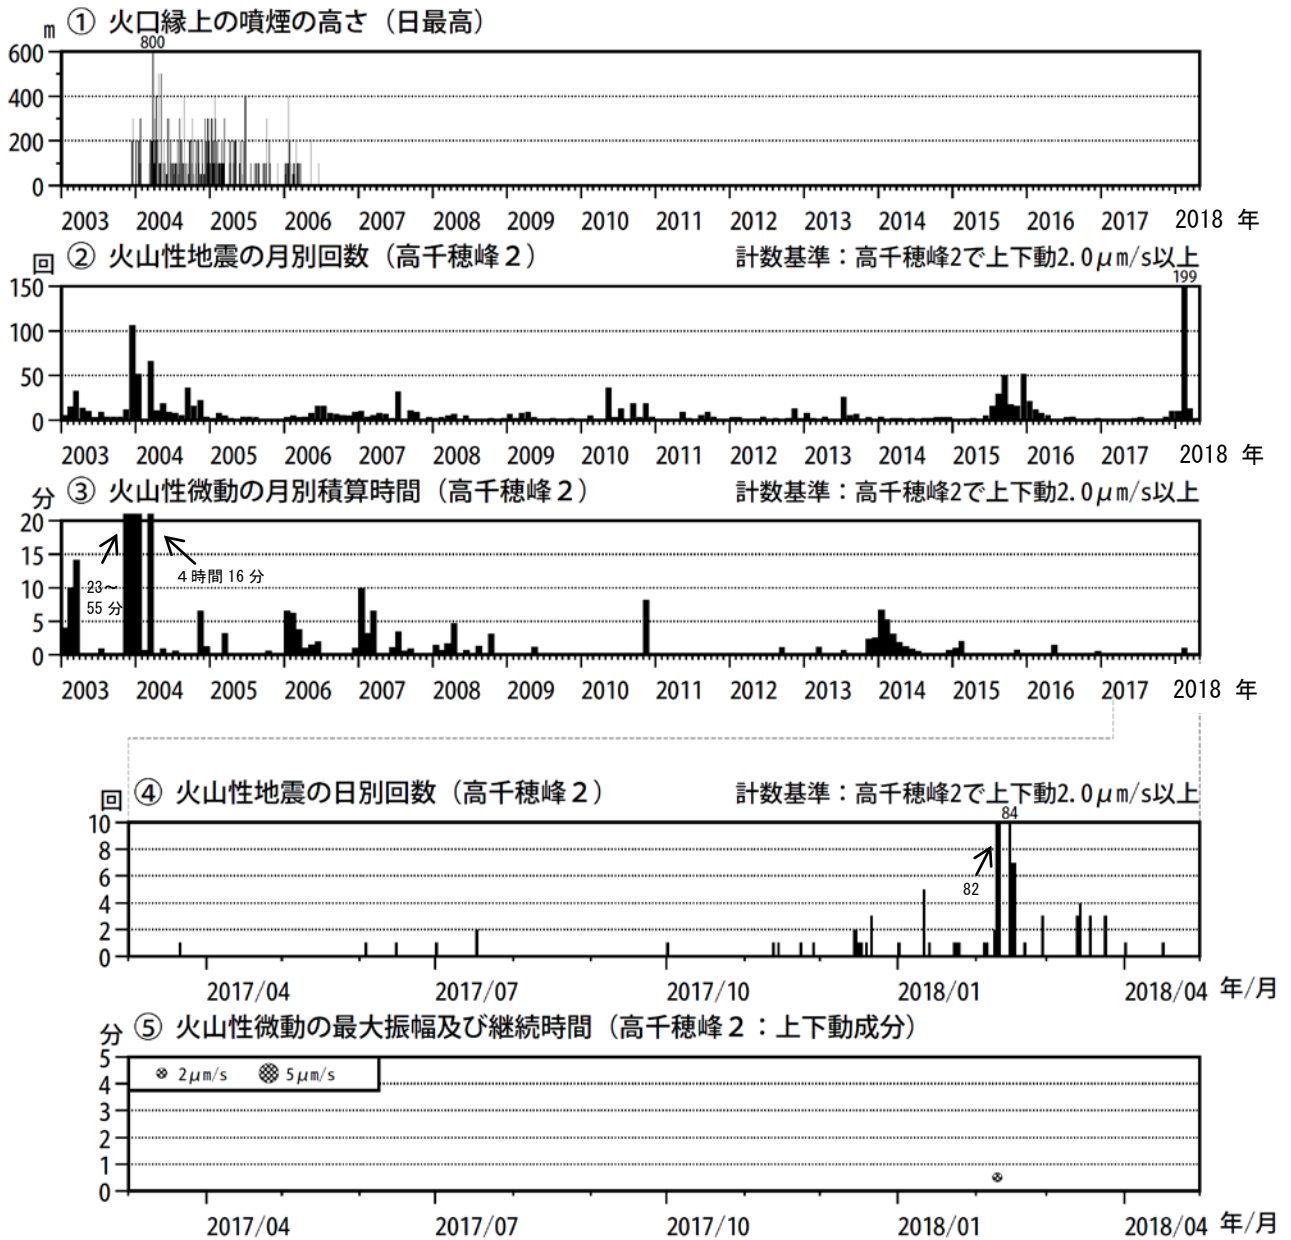 m ① 火口縁上の噴煙の高さ（日最高）
800
600
400
200
0
2003 2004 2005 2006 2007 2008 2009 2010 2011 2012 2013 2014 2015 2016 2017 2018 年
回 ② 火山性地震の月別回数（高千穂峰２） 計数基準：高千穂峰2で上下動2.0μm/s以上
199
150
100
50
0
2003 2004 2005 2006 2007 2008 2009 2010 2011 2012 2013 2014 2015 2016 2017 2018 年
分 ③ 火山性微動の月別積算時間（高千穂峰２） 計数基準：高千穂峰2で上下動2.0μm/s以上
20
15
10
5
0
23～
55 分
４時間 16 分
2003 2004 2005 2006 2007 2008 2009 2010 2011 2012 2013 2014 2015 2016 2017 2018 年
回 ④ 火山性地震の日別回数（高千穂峰２） 計数基準：高千穂峰2で上下動2.0μm/s以上
84
10
8
6
4
2
0
82
2017/04 2017/07 2017/10 2018/01 2018/04 年/月
分 ⑤ 火山性微動の最大振幅及び継続時間（高千穂峰２：上下動成分）
5
4
3
2
1
0
2μm/s 5μm/s
2017/04 2017/07 2017/10 2018/01 2018/04 年/月